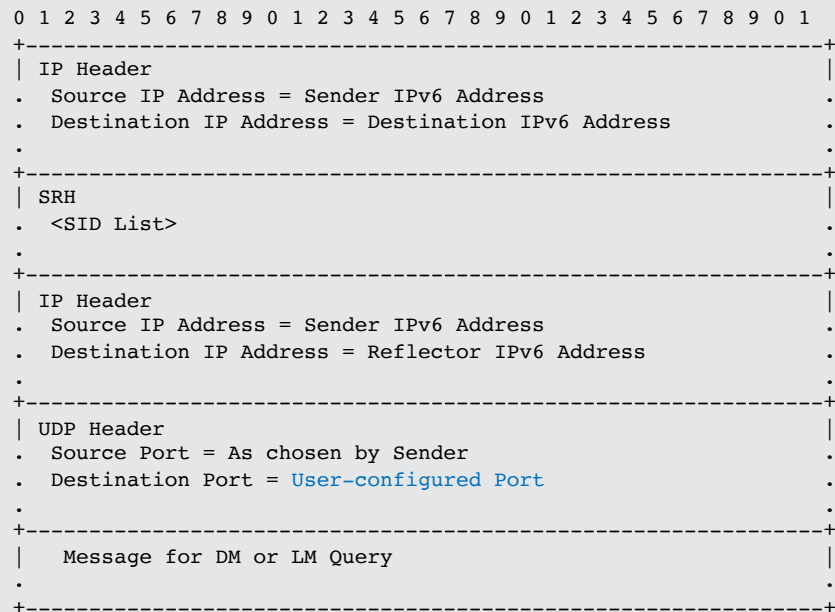 0 1 2 3 4 5 6 7 8 9 0 1 2 3 4 5 6 7 8 9 0 1 2 3 4 5 6 7 8 9 0 1
+---------------------------------------------------------------+
| IP Header                                                     |
.  Source IP Address = Sender IPv6 Address                      .
.  Destination IP Address = Destination IPv6 Address            .
.                                                               .
+---------------------------------------------------------------+
| SRH                                                           |
.  <SID List>                                                   .
.                                                               .
+---------------------------------------------------------------+
| IP Header                                                     |
.  Source IP Address = Sender IPv6 Address                      .
.  Destination IP Address = Reflector IPv6 Address              .
.                                                               .
+---------------------------------------------------------------+
| UDP Header                                                    |
.  Source Port = As chosen by Sender                            .
.  Destination Port = User-configured Port                      .
.                                                               .
+---------------------------------------------------------------+
|   Message for DM or LM Query                                  |
.                                                               .
+---------------------------------------------------------------+